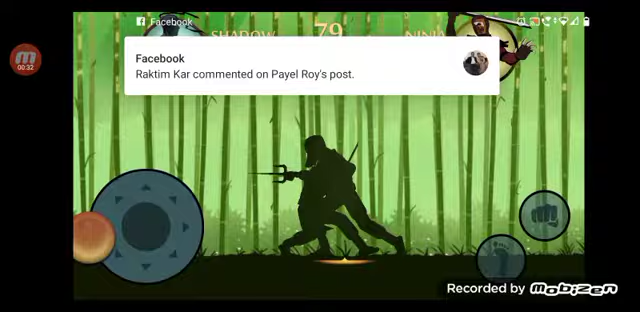 Facebook
SHADOW
79
NINJA
Facebook
Raktim Kar commented on Payel Roy's post.
00:32
Recorded by Mobizen